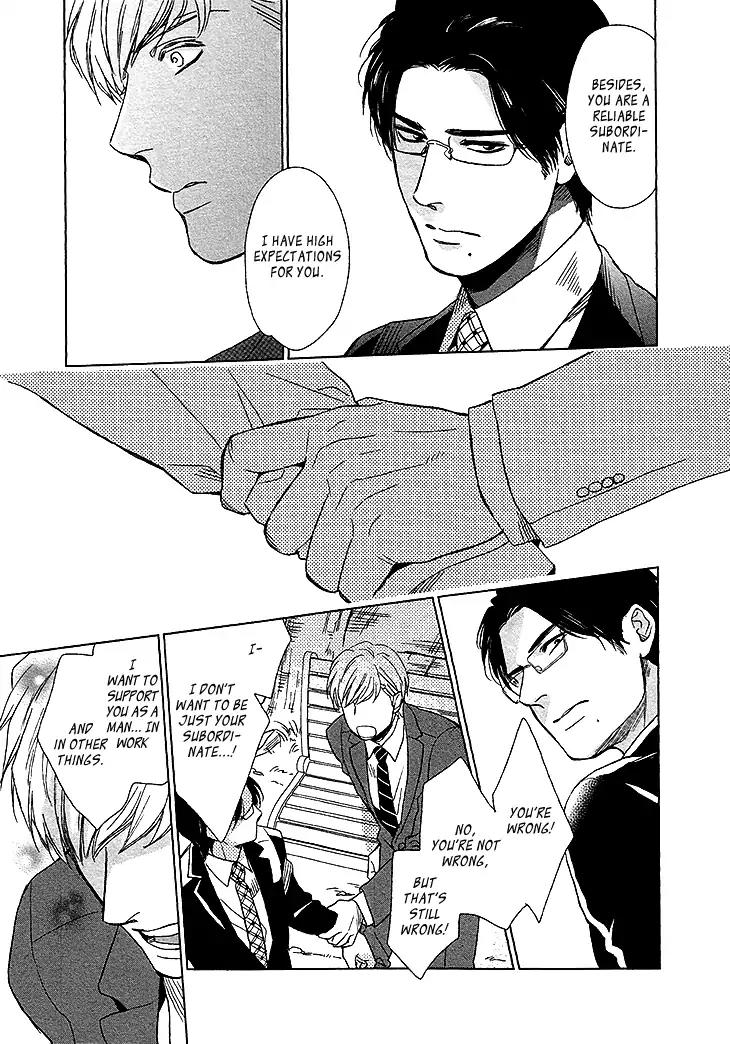 BESIDES,
YOU ARE A
RELIABLE
SUBORDI-
NATE.
I HAVE HIGH
EXPECTATIONS
FOR YOU.
YOU'RE
WRONG!
NO,
YOU'RE NOT
WRONG,
BUT
THAT'S
STILL
WRONG!
I-
I DON'T
WANT TO BE
JUST YOUR
SUBORDI-
NATE....!
I
WANT TO
SUPPORT
YOU AS A
MAN... IN
AND WORK
IN OTHER
THINGS.